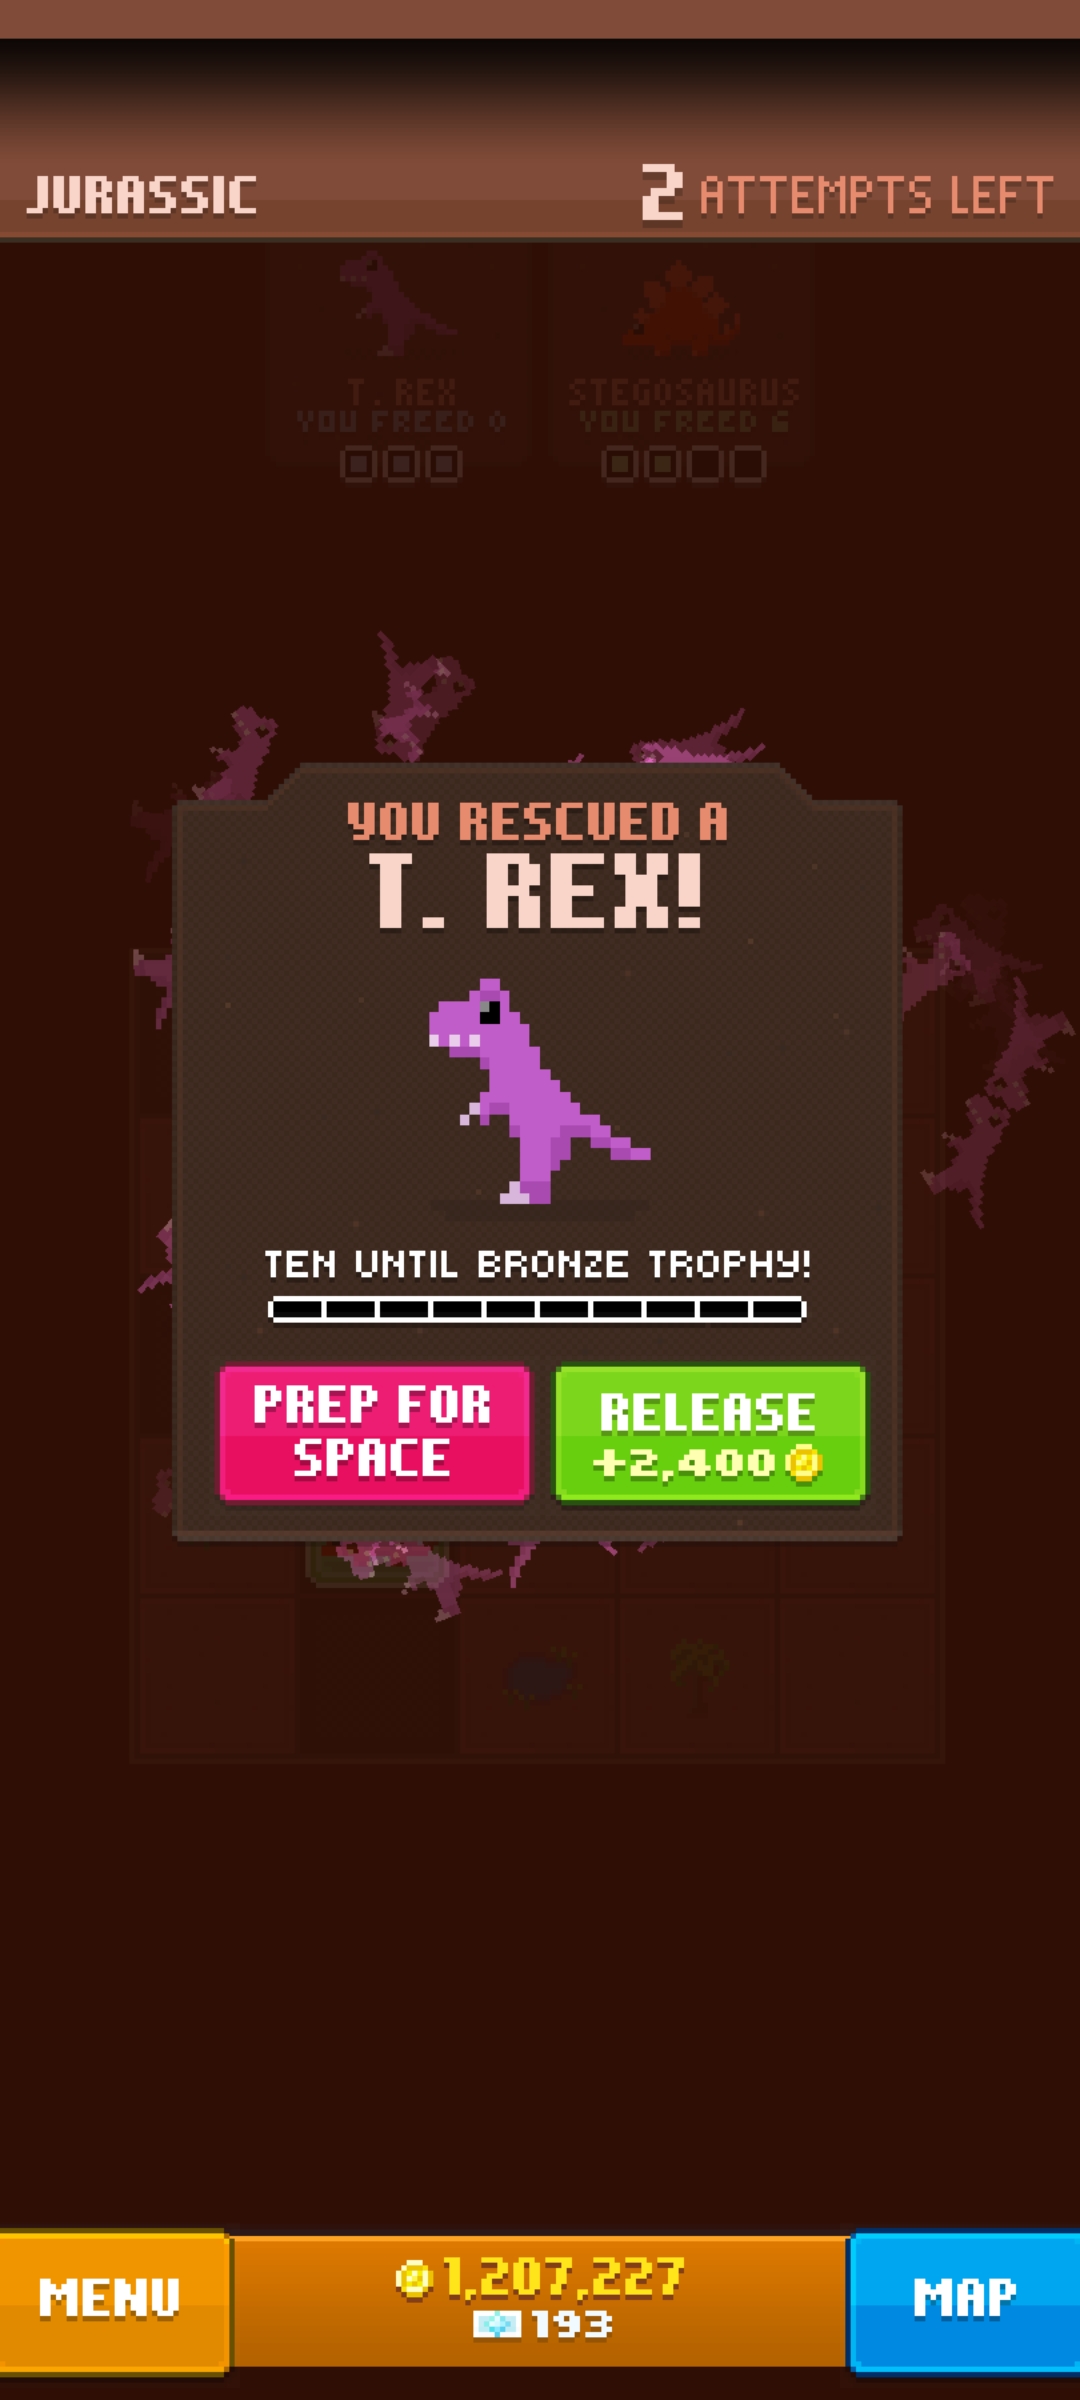 JURASSIC
2 ATTEMPTS LEFT
T. REX
YOU FREED 0
STEGOSAURUS
YOU FREED 6
YOU RESCUED A
T. REX!
TEN UNTIL BRONZE TROPHY!
PREP FOR
SPACE
RELEASE
+2,400
MENU
1,207,227
193
MAP